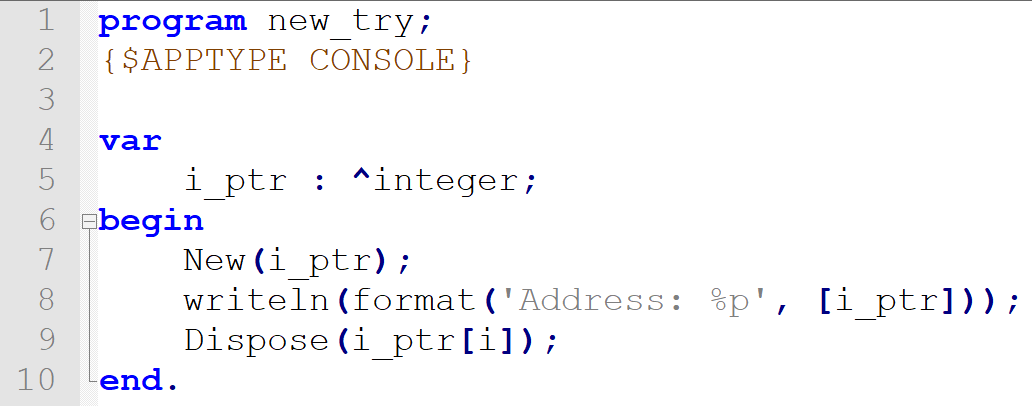 1 program new_try;
2 {$APPTYPE CONSOLE}
3
4 var
5 i_ptr : ^integer;
6 begin
7 New(i_ptr);
8 writeln(format('Address: %p', [i_ptr]));
9 Dispose(i_ptr[i]);
10 end.